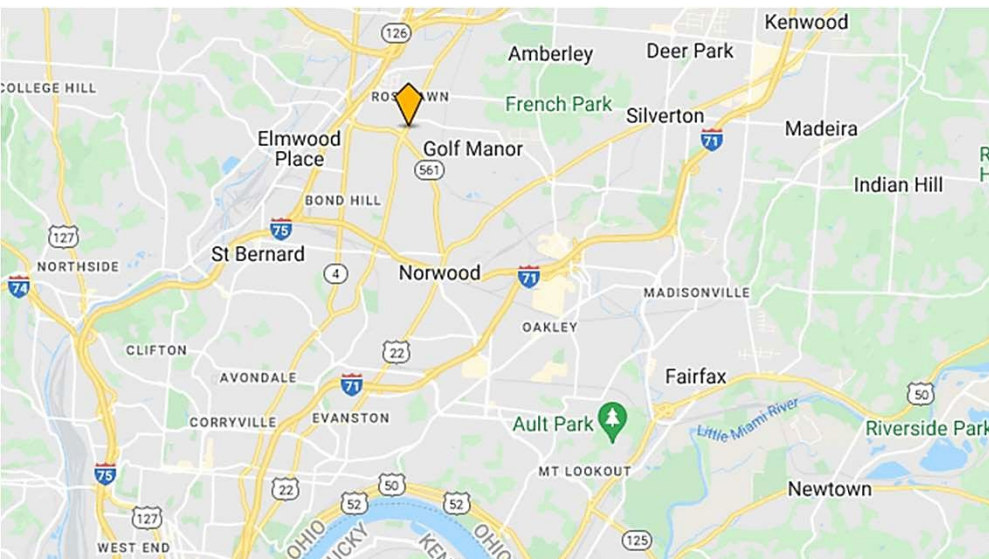 Kenwood
126
Amberley
Deer Park
COLLEGE HILL
French Park
Silverton
71
Madeira
Elmwood
Place
Golf Manor
561
Indian Hill
BOND HILL
75
127
St Bernard
NORTHSIDE
4
Norwood
71
74
MADISONVILLE
OAKLEY
CLIFTON
22
AVONDALE
71
Fairfax
50
CORRYVILLE
EVANSTON
Ault Park
Little Miami River
Riverside Park
75
MT LOOKOUT
22
52
50
52
Newtown
127
OHIO
OHIO
125
WEST END